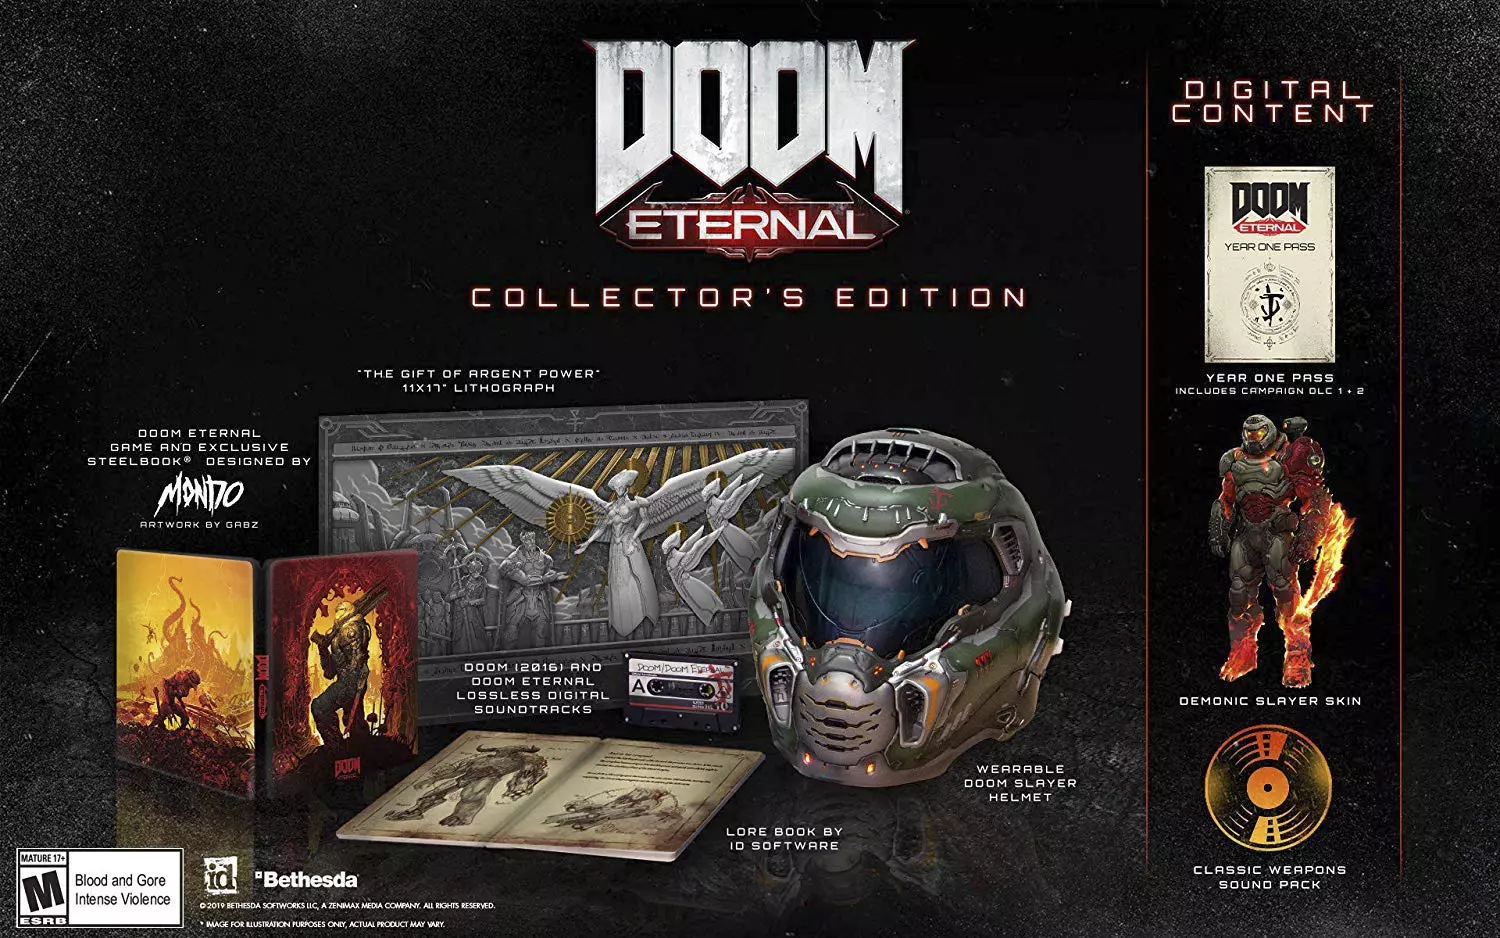 DOOM
ETERNAL
COLLECTOR'S EDITION
"THE GIFT OF ARGENT POWER"
11X17" LITHOGRAPH
DOOM ETERNAL
GAME AND EXCLUSIVE
STEELBOOK® DESIGNED BY
MONDO
ARTWORK BY GABZ
DOOM (2016) AND
DOOM ETERNAL
LOSSLESS DIGITAL
SOUNDTRACKS
DOOM/DOOM ETERNAL
A
DOOM
DOOM
WEARABLE
DOOM SLAYER
HELMET
LORE BOOK BY
ID SOFTWARE
DIGITAL
CONTENT
DOOM
ETERNAL
YEAR ONE PASS
YEAR ONE PASS
INCLUDES CAMPAIGN DLC 1 + 2
DEMONIC SLAYER SKIN
CLASSIC WEAPONS
SOUND PACK
MATURE 17+
M
ESRB
Blood and Gore
Intense Violence
id
Bethesda
© 2019 BETHESDA SOFTWORKS LLC, A ZENIMAX MEDIA COMPANY. ALL RIGHTS RESERVED.
* IMAGE FOR ILLUSTRATION PURPOSES ONLY, ACTUAL PRODUCT MAY VARY.